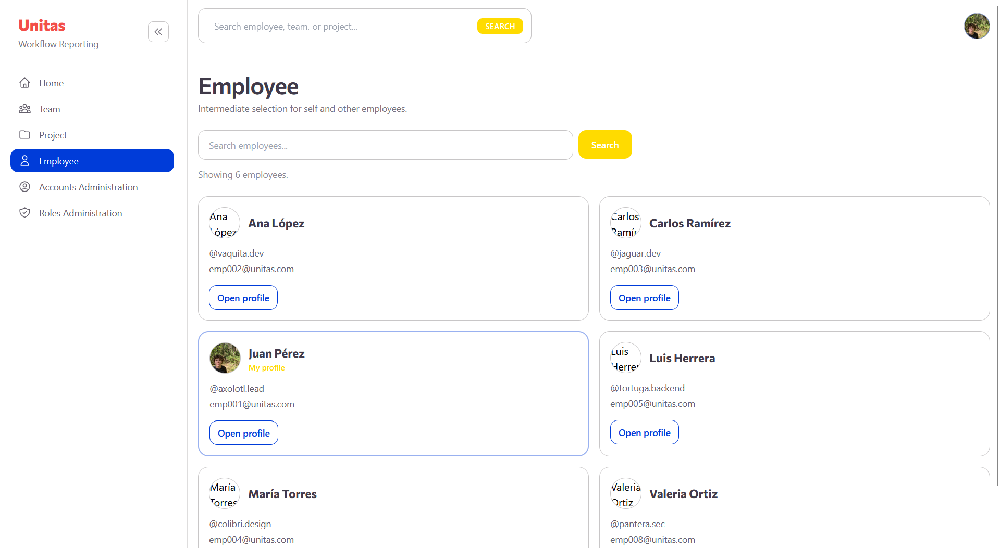 Unitas
Workflow Reporting
Home
Team
Project
Employee
Accounts Administration
Roles Administration
Search employee, team, or project...
SEARCH
Employee
Intermediate selection for self and other employees.
Search employees...
Search
Showing 6 employees.
Ana López
Ana López
@vaquita.dev
emp002@unitas.com
Open profile
Carlos Ramír
Carlos Ramírez
@jaguar.dev
emp003@unitas.com
Open profile
Juan Pérez
My profile
@axolotl.lead
emp001@unitas.com
Open profile
Luis Herrer
Luis Herrera
@tortuga.backend
emp005@unitas.com
Open profile
María Torres
María Torres
@colibri.design
emp004@unitas.com
Valeria Ortiz
Valeria Ortiz
@pantera.sec
emp008@unitas.com